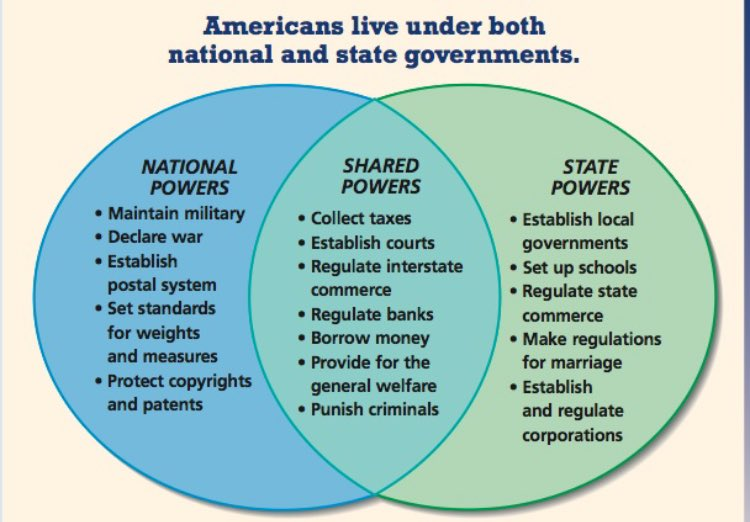 Americans live under both
national and state governments.
NATIONAL
POWERS
• Maintain military
• Declare war
• Establish
postal system
• Set standards
for weights
and measures
• Protect copyrights
and patents
SHARED
POWERS
• Collect taxes
• Establish courts
• Regulate interstate
commerce
• Regulate banks
• Borrow money
• Provide for the
general welfare
• Punish criminals
STATE
POWERS
• Establish local
governments
• Set up schools
• Regulate state
commerce
• Make regulations
for marriage
• Establish
and regulate
corporations